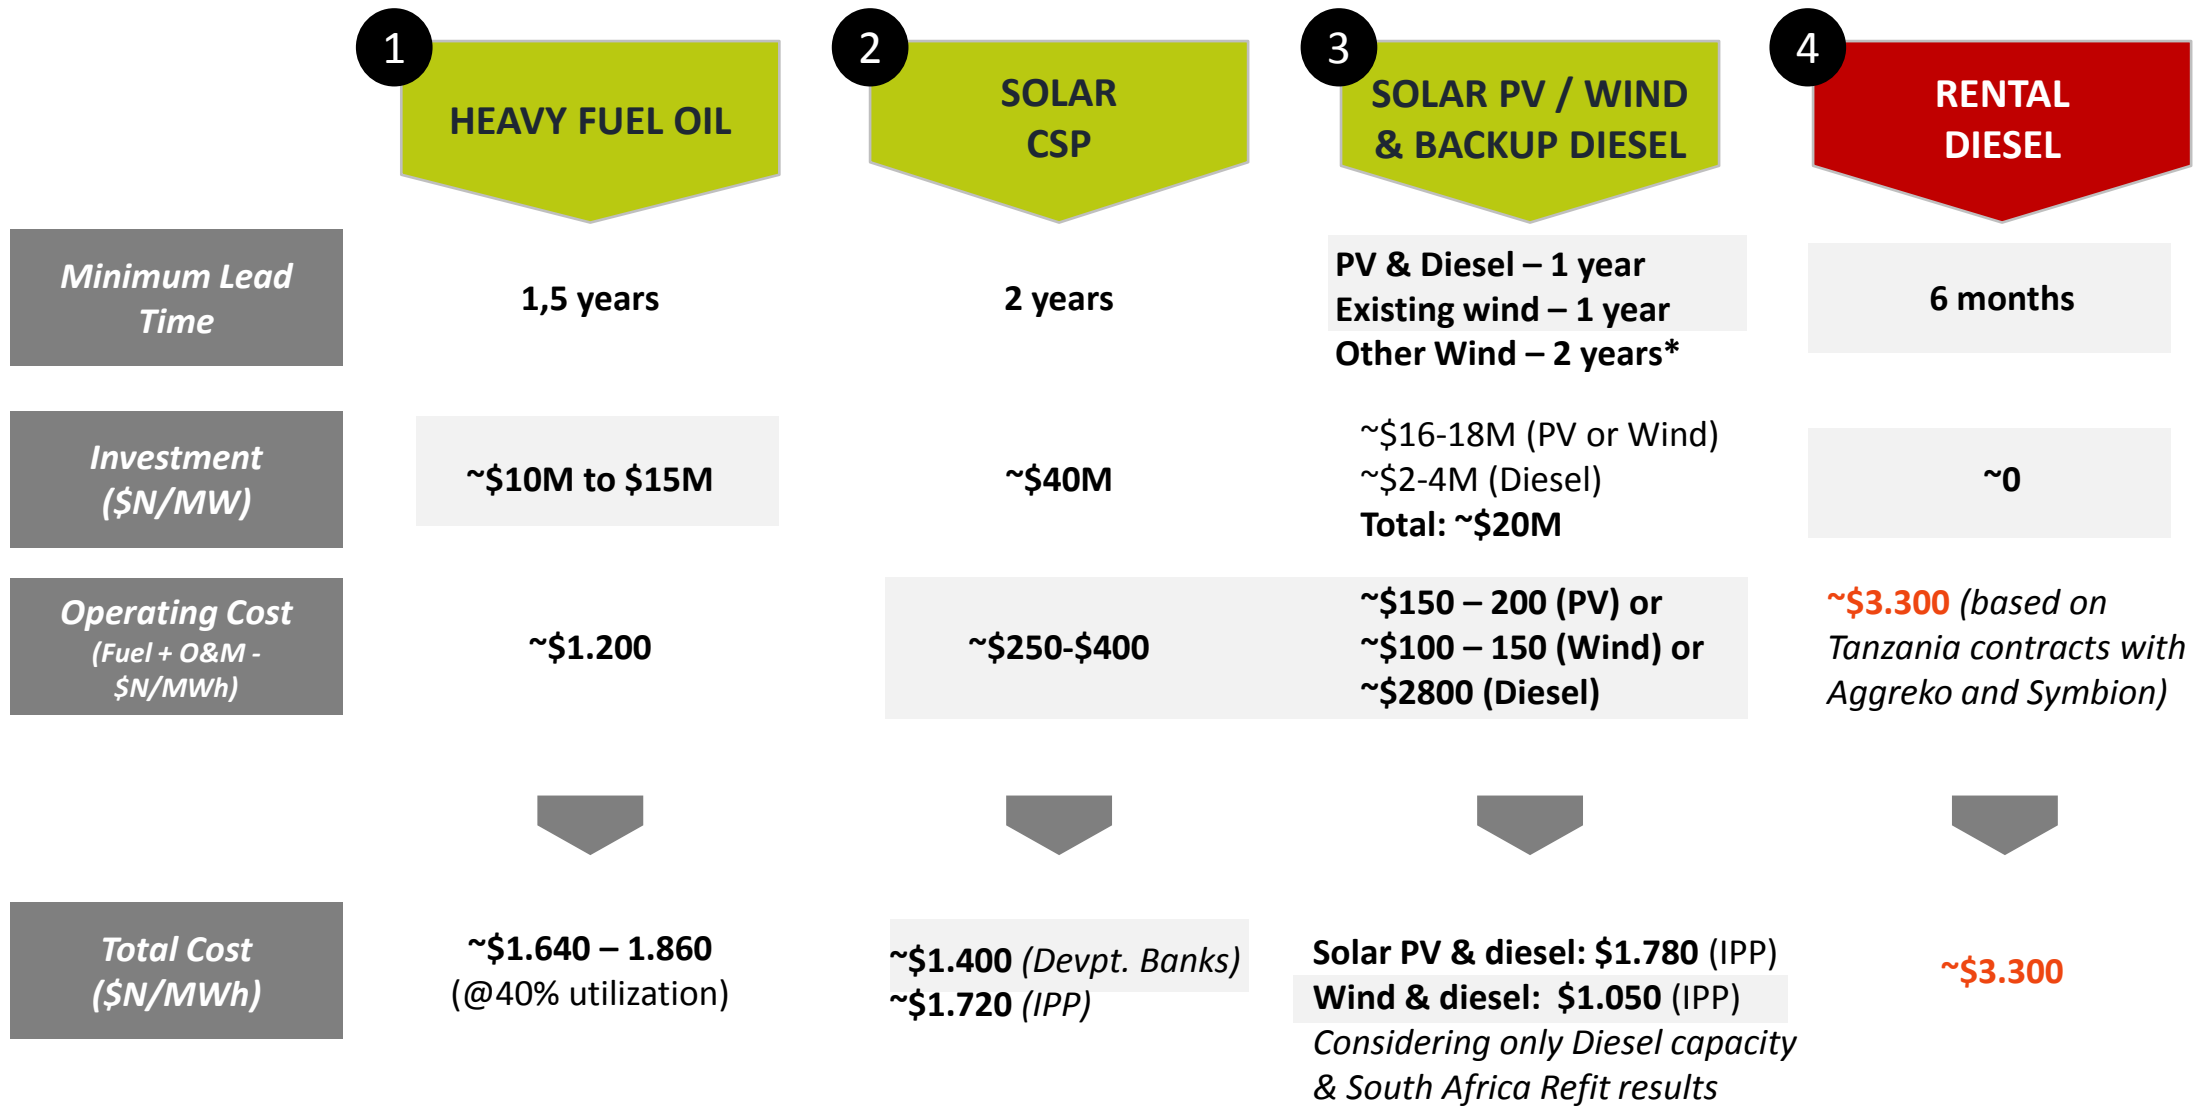 1
HEAVY FUEL OIL
2
SOLAR
CSP
3
SOLAR PV / WIND
& BACKUP DIESEL
4
RENTAL
DIESEL
Minimum Lead
Time
1,5 years
2 years
PV & Diesel – 1 year
Existing wind – 1 year
Other Wind – 2 years*
6 months
Investment
($N/MW)
~$10M to $15M
~$40M
~$16-18M (PV or Wind)
~$2-4M (Diesel)
Total: ~$20M
~0
Operating Cost
(Fuel + O&M -
$N/MWh)
~$1.200
~$250-$400
~$150 – 200 (PV) or
~$100 – 150 (Wind) or
~$2800 (Diesel)
~$3.300 (based on
Tanzania contracts with
Aggreko and Symbion)
Total Cost
($N/MWh)
~$1.640 – 1.860
(@40% utilization)
~$1.400 (Devpt. Banks)
~$1.720 (IPP)
Solar PV & diesel: $1.780 (IPP)
Wind & diesel: $1.050 (IPP)
Considering only Diesel capacity
& South Africa Refit results
~$3.300